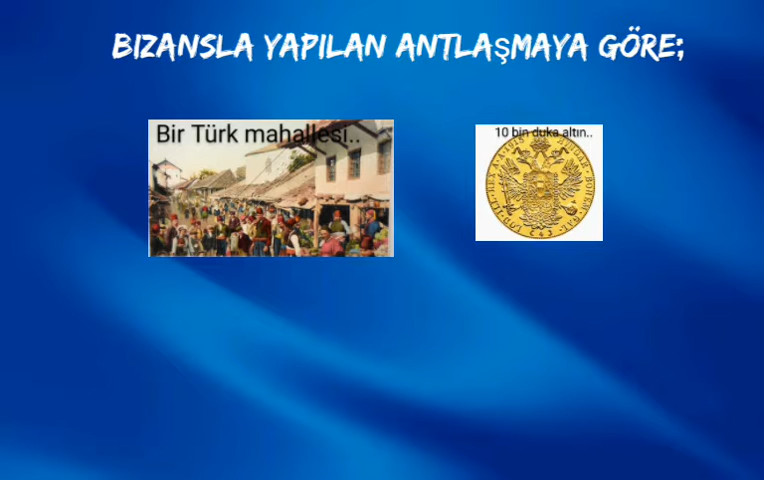 BIZANSLA YAPILAN ANTLAşMAYA GÖRE;
Bir Türk mahallesi..
10 bin duka altın..